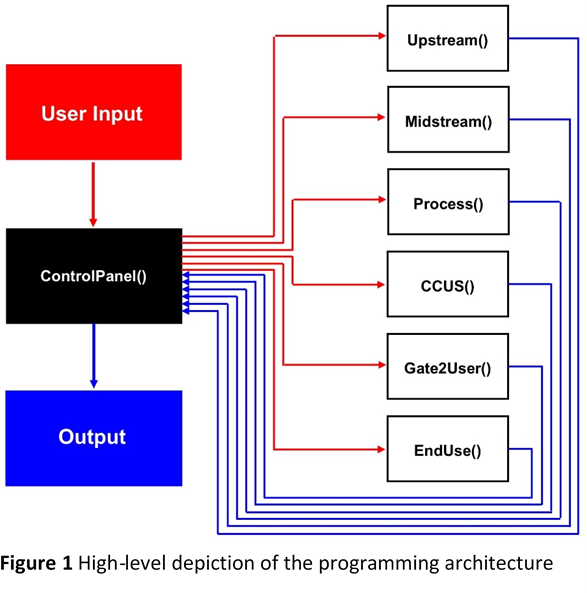 User Input
ControlPanel()
Output
Upstream()
Midstream()
Process()
CCUS()
Gate2User()
EndUse()
Figure 1 High-level depiction of the programming architecture